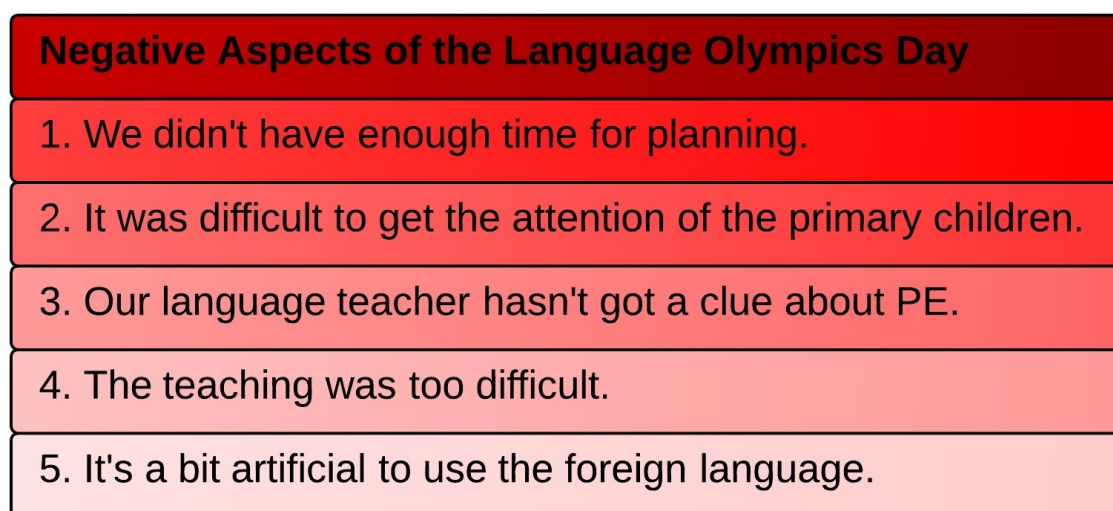 Negative Aspects of the Language Olympics Day
1. We didn't have enough time for planning.
2. It was difficult to get the attention of the primary children.
3. Our language teacher hasn't got a clue about PE.
4. The teaching was too difficult.
5. It's a bit artificial to use the foreign language.